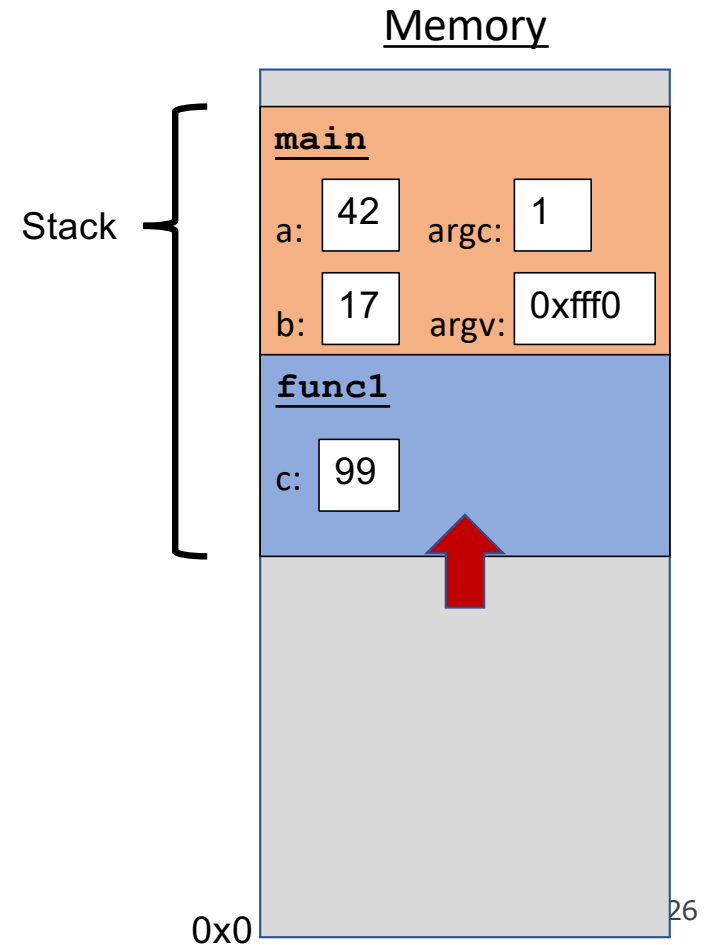 Memory
main
a: 42 argc: 1
Stack
b: 17 argv: 0xfff0
func1
c: 99
26
0x0